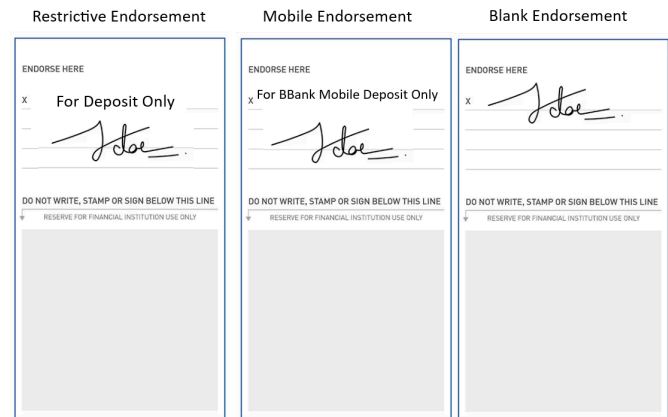 Restrictive Endorsement
ENDORSE HERE
X For Deposit Only
J doe
DO NOT WRITE, STAMP OR SIGN BELOW THIS LINE
RESERVE FOR FINANCIAL INSTITUTION USE ONLY
Mobile Endorsement
ENDORSE HERE
X For BBank Mobile Deposit Only
J doe
DO NOT WRITE, STAMP OR SIGN BELOW THIS LINE
RESERVE FOR FINANCIAL INSTITUTION USE ONLY
Blank Endorsement
ENDORSE HERE
X J doe
DO NOT WRITE, STAMP OR SIGN BELOW THIS LINE
RESERVE FOR FINANCIAL INSTITUTION USE ONLY